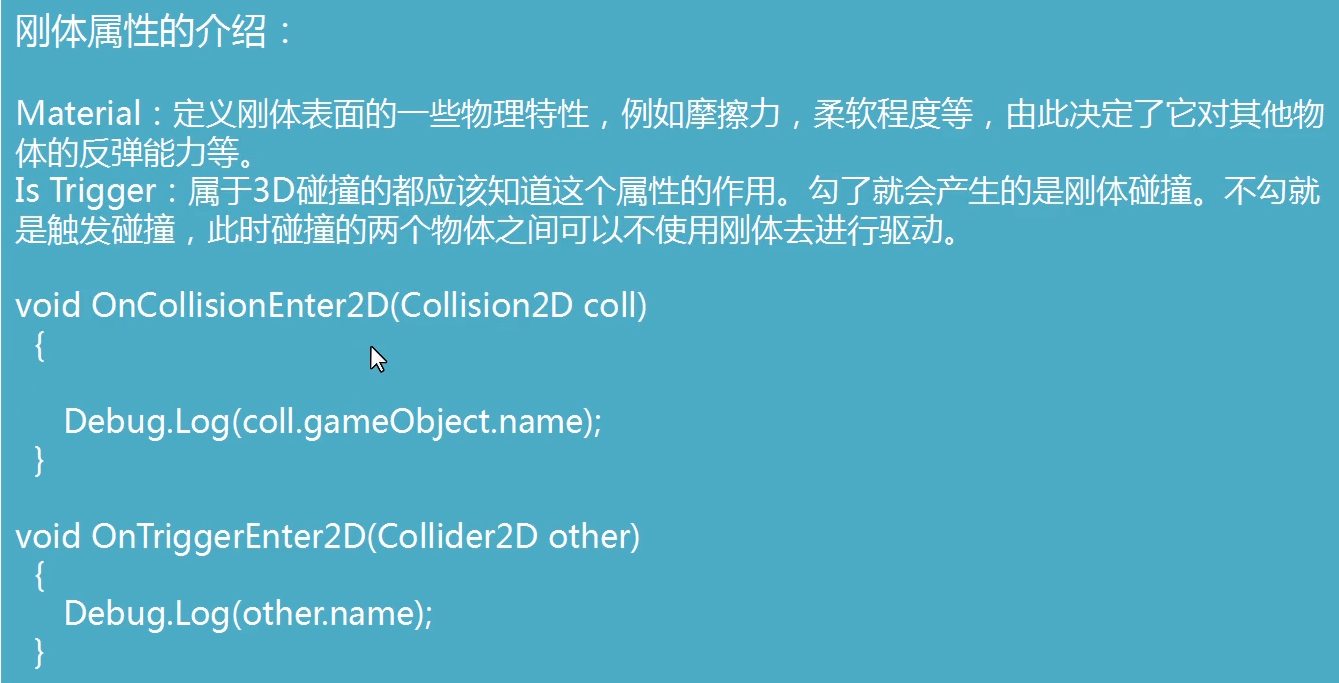 刚体属性的介绍：
Material：定义刚体表面的一些物理特性，例如摩擦力，柔软程度等，由此决定了它对其他物
体的反弹能力等。
Is Trigger：属于3D碰撞的都应该知道这个属性的作用。勾了就会产生的是刚体碰撞。不勾就
是触发碰撞，此时碰撞的两个物体之间可以不使用刚体去进行驱动。
void OnCollisionEnter2D(Collision2D coll)
{
Debug.Log(coll.gameObject.name);
}
void OnTriggerEnter2D(Collider2D other)
{
Debug.Log(other.name);
}